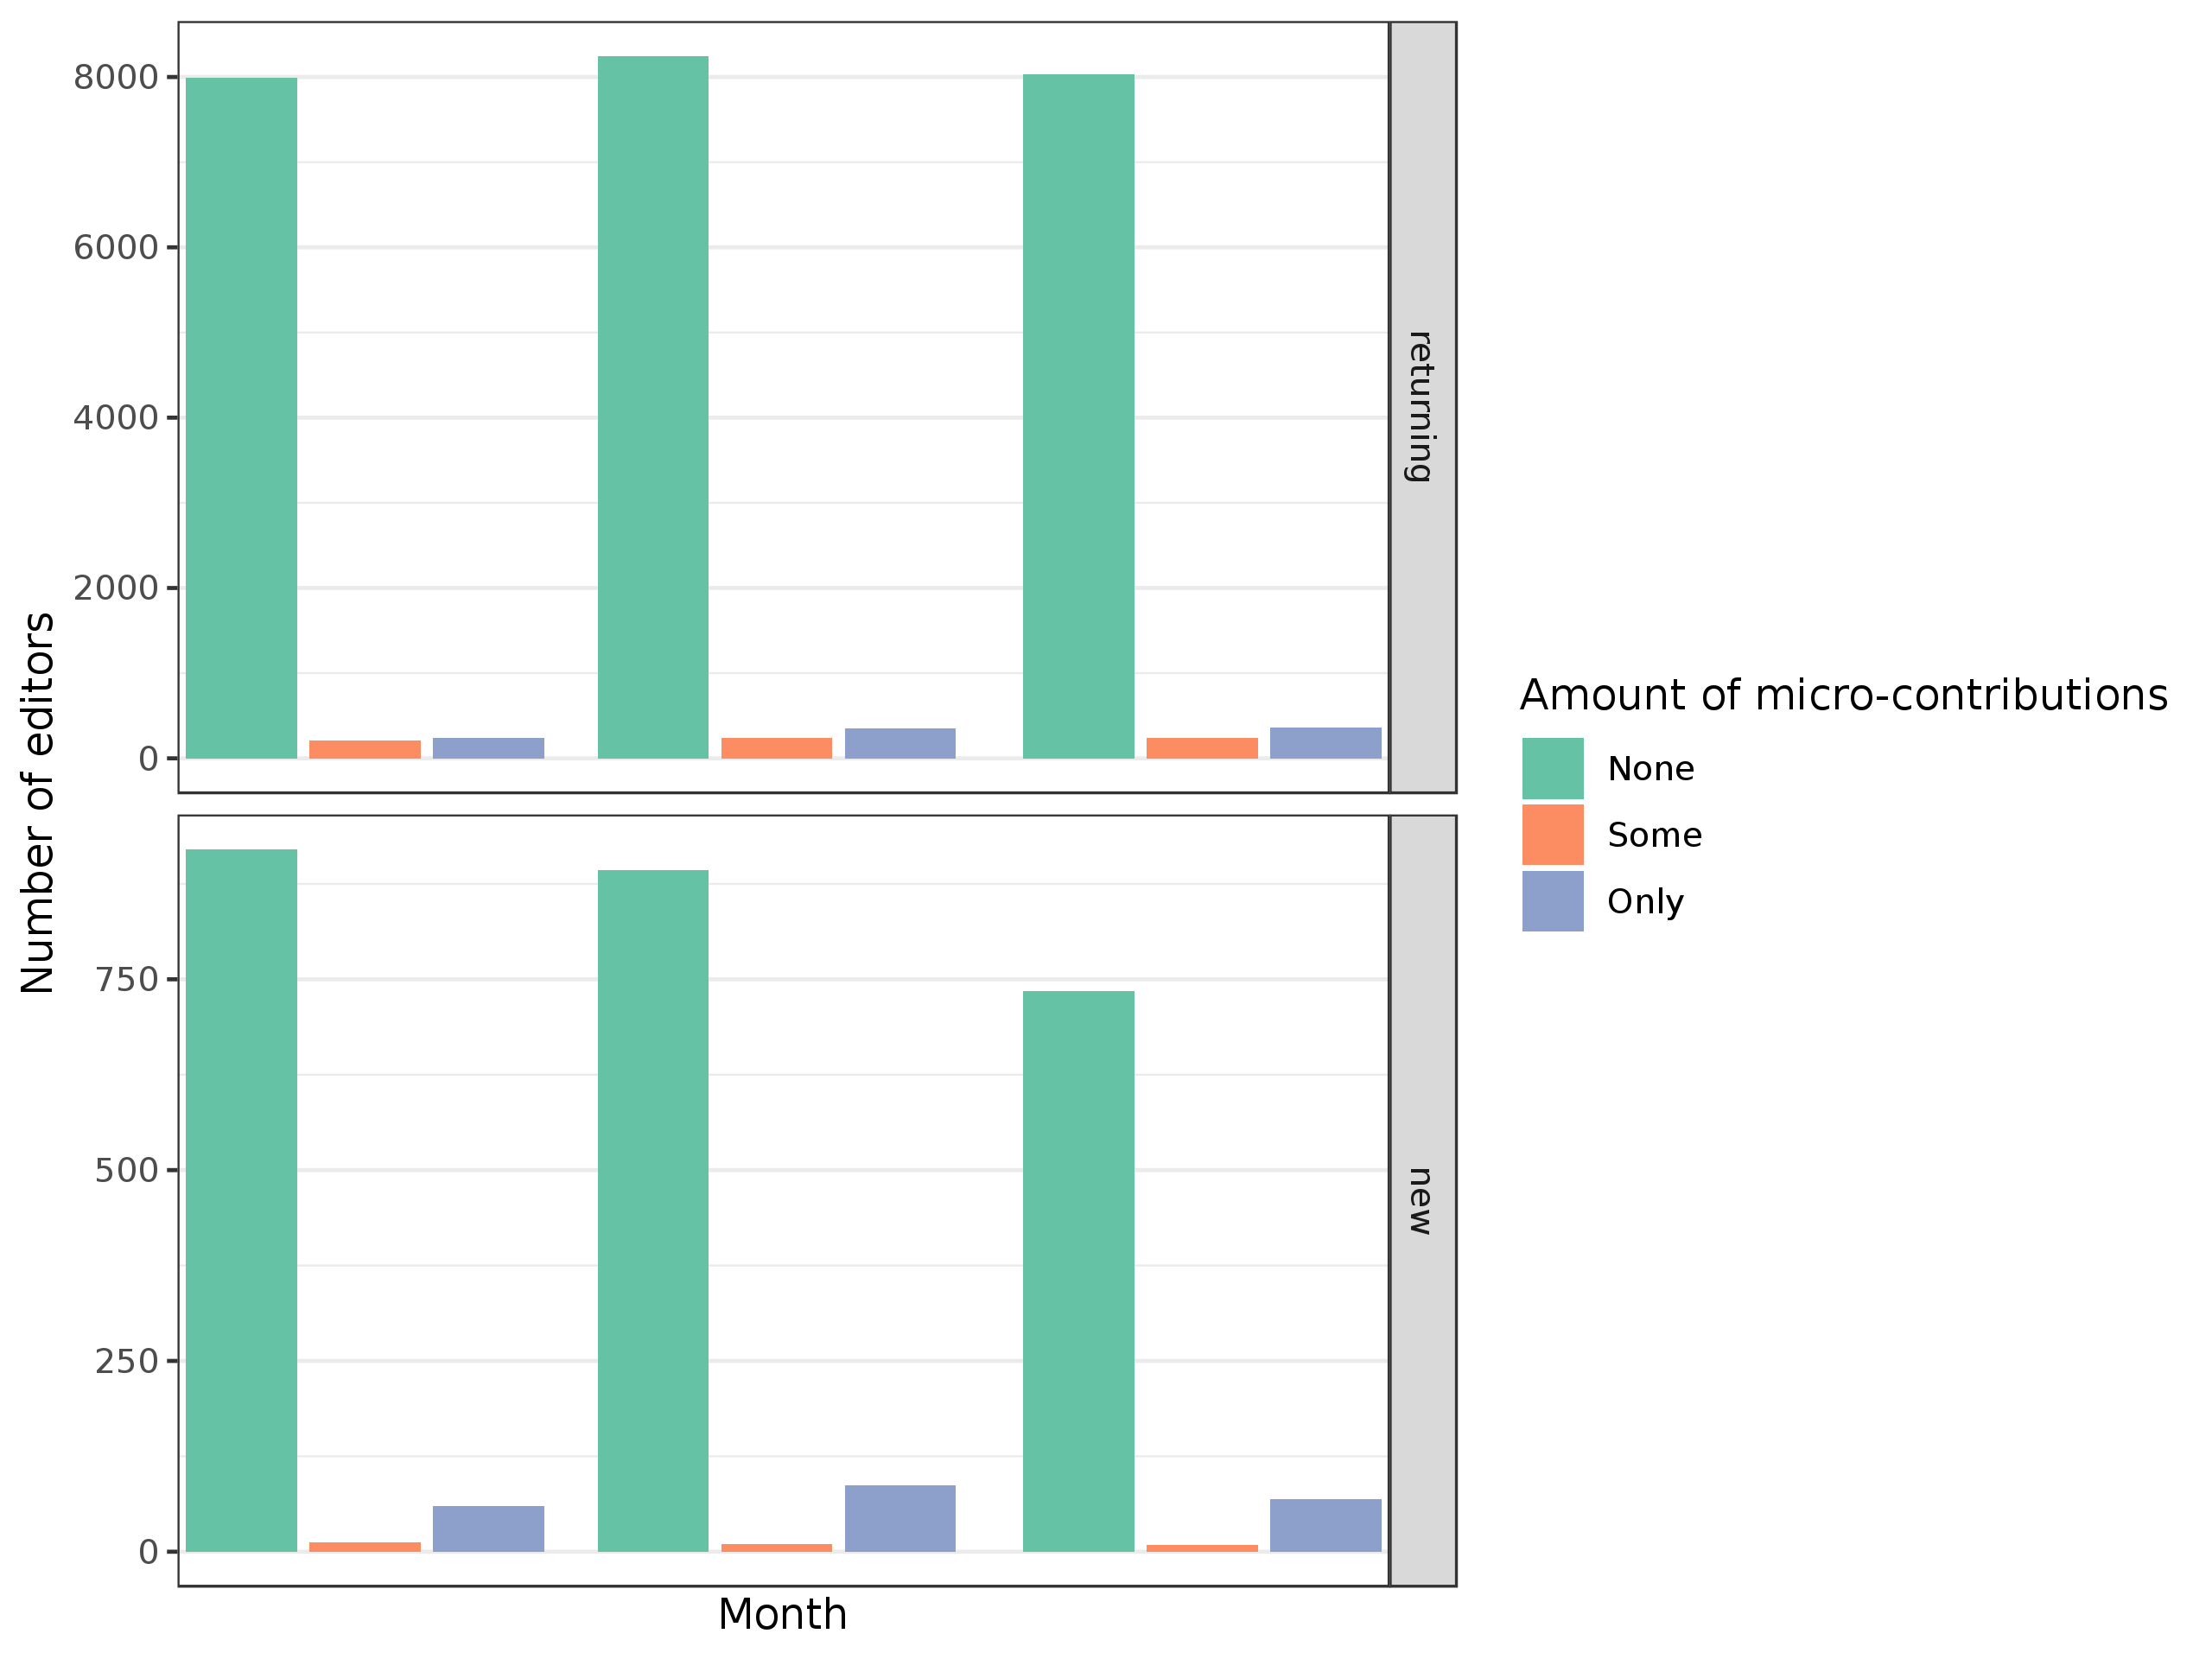 Number of editors
8000
6000
4000
2000
0
returning
750
500
250
0
new
Month
Amount of micro-contributions
None
Some
Only